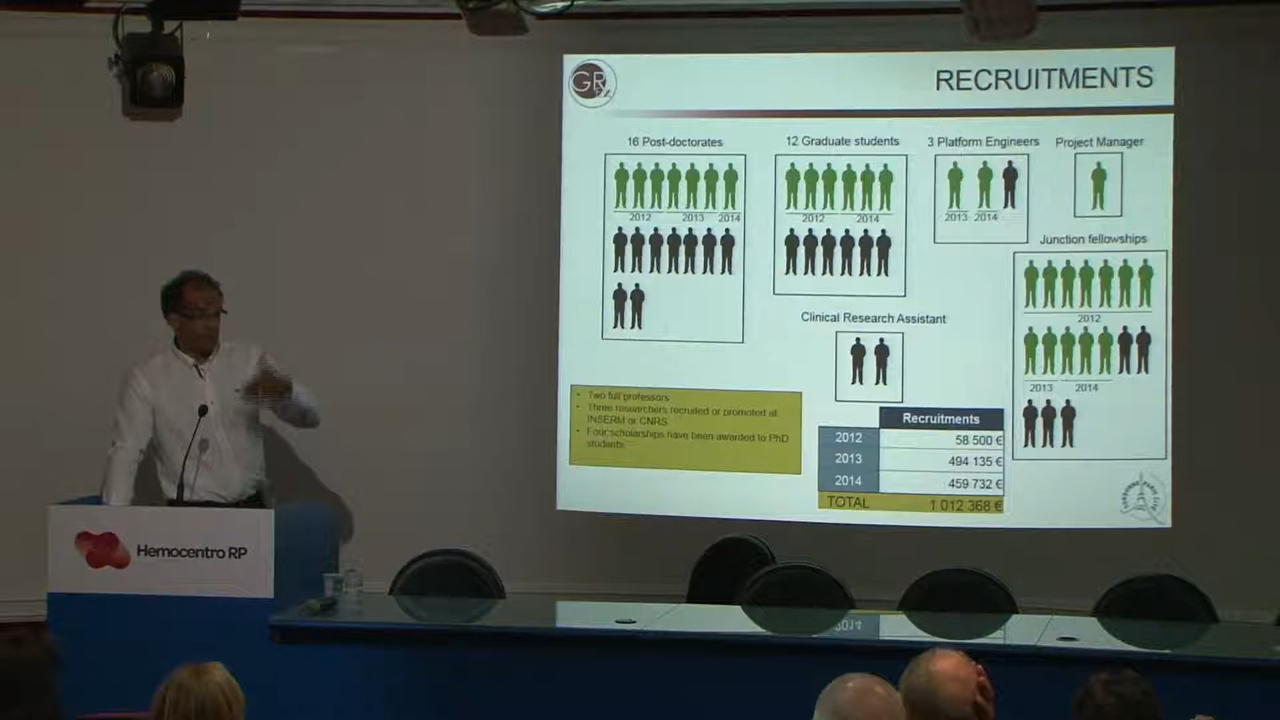 GR
RECRUITMENTS
16 Post-doctorates
12 Graduate students
3 Platform Engineers
Project Manager
2012 2013 2014
2012 2014
2013 2014
Junction fellowships
2012
2013 2014
Clinical Research Assistant
• Two full professors
• Three researchers recruited or promoted at
INSERM or CNRS
• Four scholarships have been awarded to PhD
students
Recruitments
2012 58 500 €
2013 494 135 €
2014 459 732 €
TOTAL 1 012 368 €
Hemocentro RP